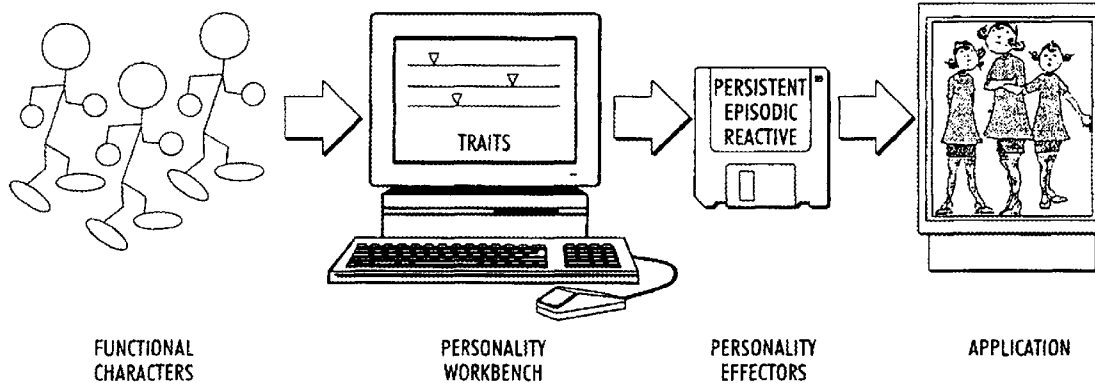 TRAITS
PERSISTENT
EPISODIC
REACTIVE
FUNCTIONAL
CHARACTERS
PERSONALITY
WORKBENCH
PERSONALITY
EFFECTORS
APPLICATION